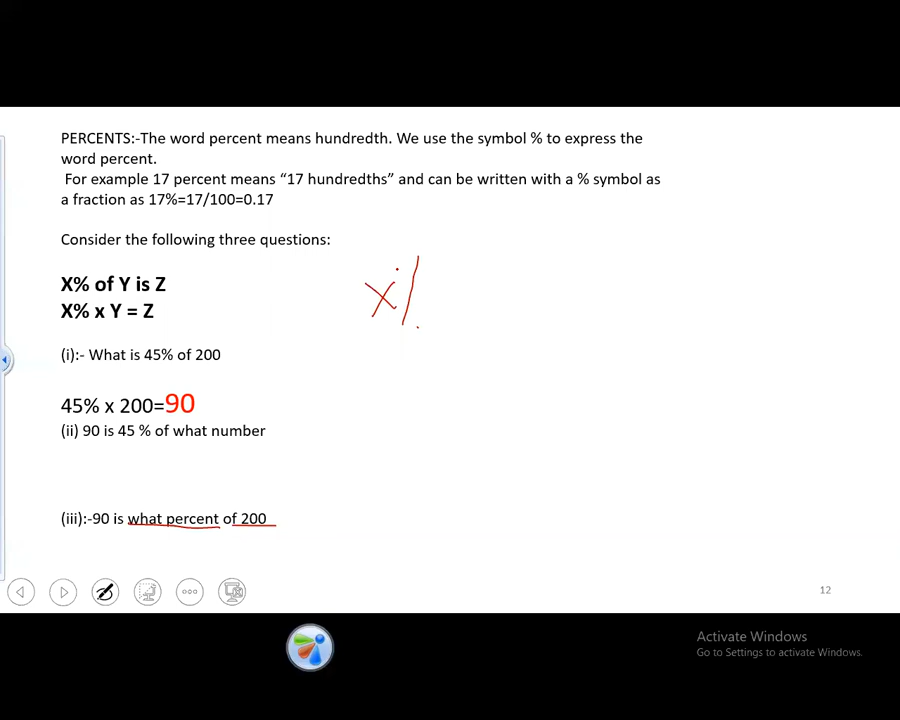 PERCENTS:-The word percent means hundredth. We use the symbol % to express the
word percent.
For example 17 percent means “17 hundredths” and can be written with a % symbol as
a fraction as 17%=17/100=0.17
Consider the following three questions:
X% of Y is Z
X% x Y = Z
x%
(i):- What is 45% of 200
45% x 200=90
(ii) 90 is 45 % of what number
(iii):-90 is what percent of 200
12
Activate Windows
Go to Settings to activate Windows.